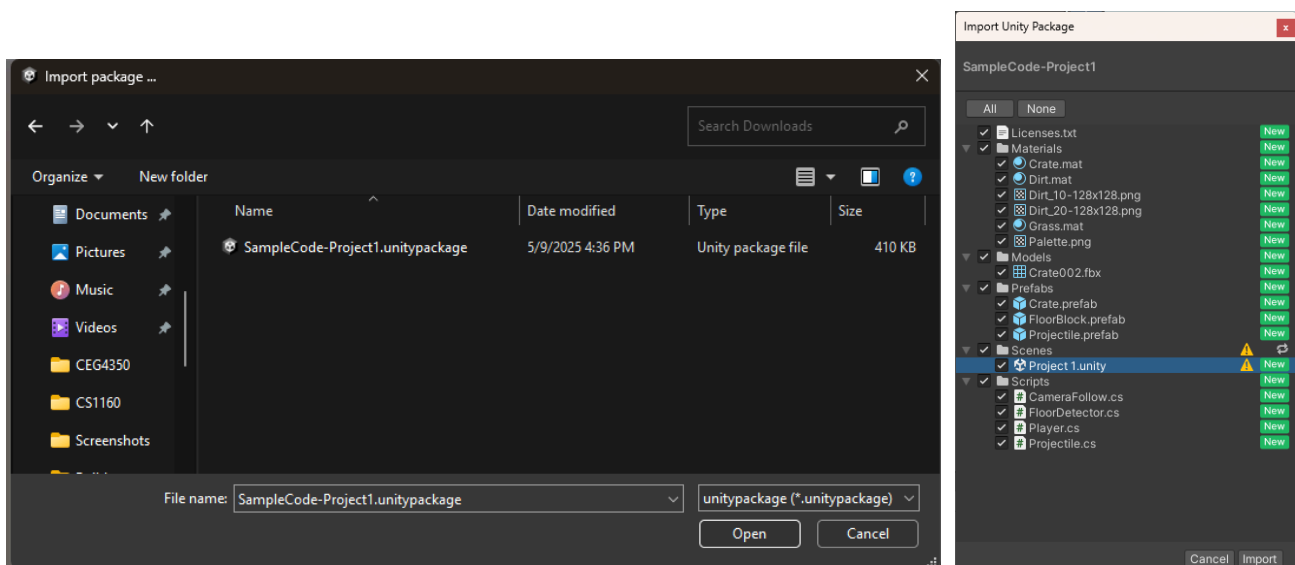 Import package ...
Search Downloads
Organize New folder
Documents
Pictures
Music
Videos
CEG4350
CS1160
Screenshots
Name Date modified Type Size
SampleCode-Project1.unitypackage 5/9/2025 4:36 PM Unity package file 410 KB
File name: SampleCode-Project1.unitypackage unitypackage (*.unitypackage)
Open Cancel
Import Unity Package
SampleCode-Project1
All None
Licenses.txt New
Materials New
Crate.mat New
Dirt.mat New
Dirt_10-128x128.png New
Dirt_20-128x128.png New
Grass.mat New
Palette.png New
Models New
Crate002.fbx New
Prefabs New
Crate.prefab New
FloorBlock.prefab New
Projectile.prefab New
Scenes
Project 1.unity New
Scripts New
CameraFollow.cs New
FloorDetector.cs New
Player.cs New
Projectile.cs New
Cancel Import